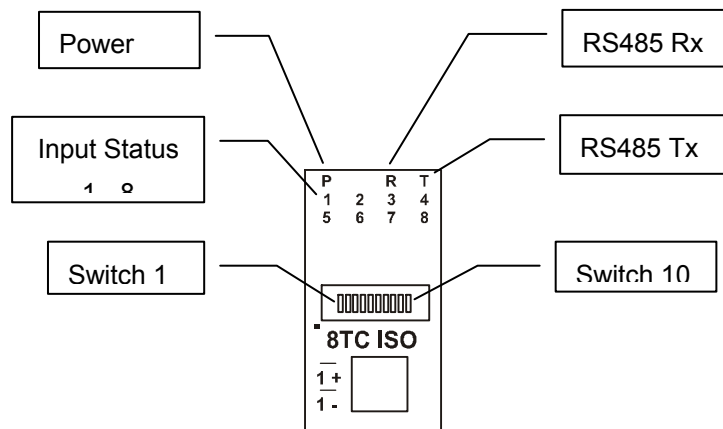 Power
RS485 Rx
Input Status
RS485 Tx
P R T
1 2 3 4
5 6 7 8
Switch 1
Switch 10
8TC ISO
1 +
1 -